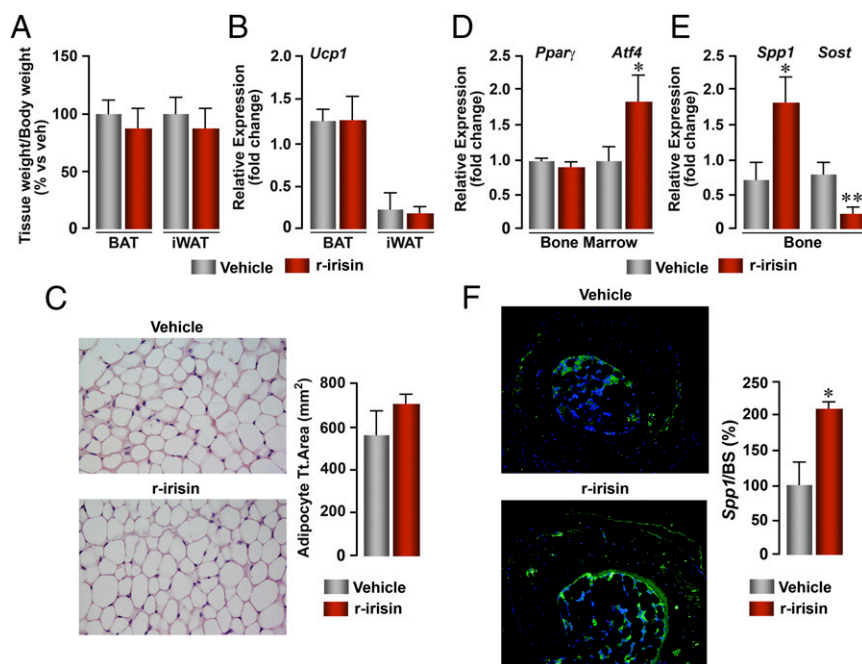 A
Tissue weight/Body weight
(% vs veh)
150
100
50
0
BAT
iWAT
B
Relative Expression
(fold change)
2.0
1.5
1.0
0.5
0.0
Ucp1
BAT
iWAT
Vehicle
r-irisin
D
Relative Expression
(fold change)
2.5
2.0
1.5
1.0
0.5
0
Pparγ
Atf4
*
Bone Marrow
E
Relative Expression
(fold change)
2.5
2.0
1.5
1.0
0.5
0
Spp1
Sost
*
**
Bone
Vehicle
r-irisin
C
Vehicle
r-irisin
Adipocyte Tt.Area (mm²)
800
600
400
200
0
Vehicle
r-irisin
F
Vehicle
r-irisin
Spp1/BS (%)
250
200
150
100
50
0
*
Vehicle
r-irisin